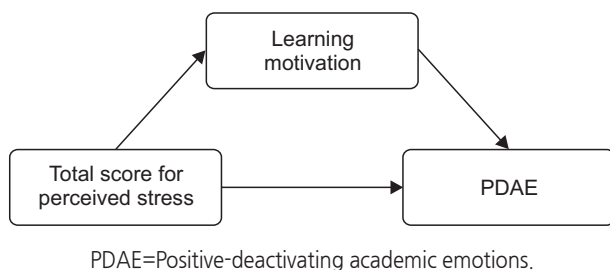 Learning
motivation
Total score for
perceived stress
PDAE
PDAE=Positive-deactivating academic emotions.